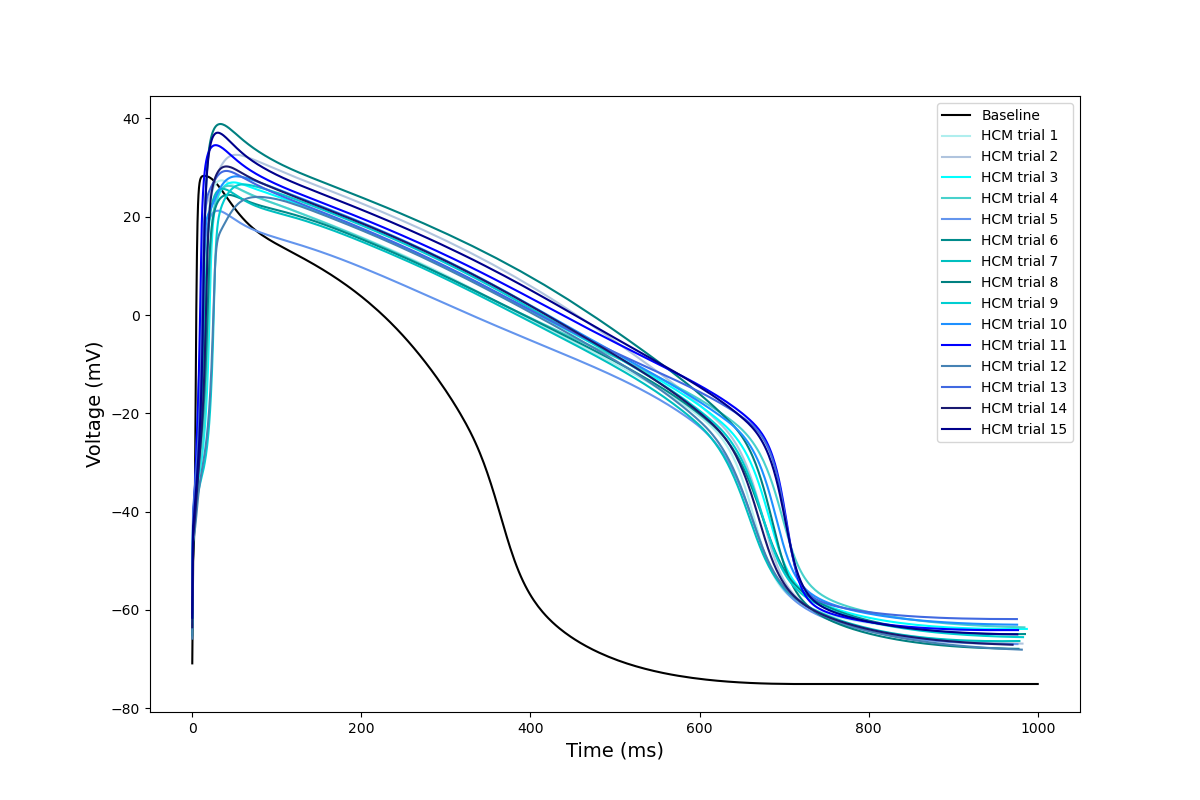 40
20
0
−20
−40
−60
−80
Voltage (mV)
0
200
400
600
800
1000
Time (ms)
Baseline
HCM trial 1
HCM trial 2
HCM trial 3
HCM trial 4
HCM trial 5
HCM trial 6
HCM trial 7
HCM trial 8
HCM trial 9
HCM trial 10
HCM trial 11
HCM trial 12
HCM trial 13
HCM trial 14
HCM trial 15